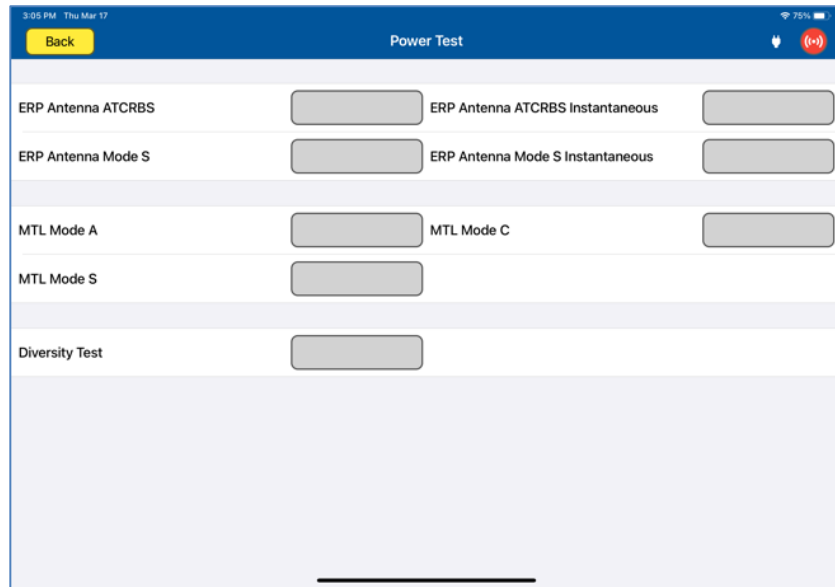 3:05 PM Thu Mar 17 75%
Back Power Test
ERP Antenna ATCRBS ERP Antenna ATCRBS Instantaneous
ERP Antenna Mode S ERP Antenna Mode S Instantaneous
MTL Mode A MTL Mode C
MTL Mode S
Diversity Test